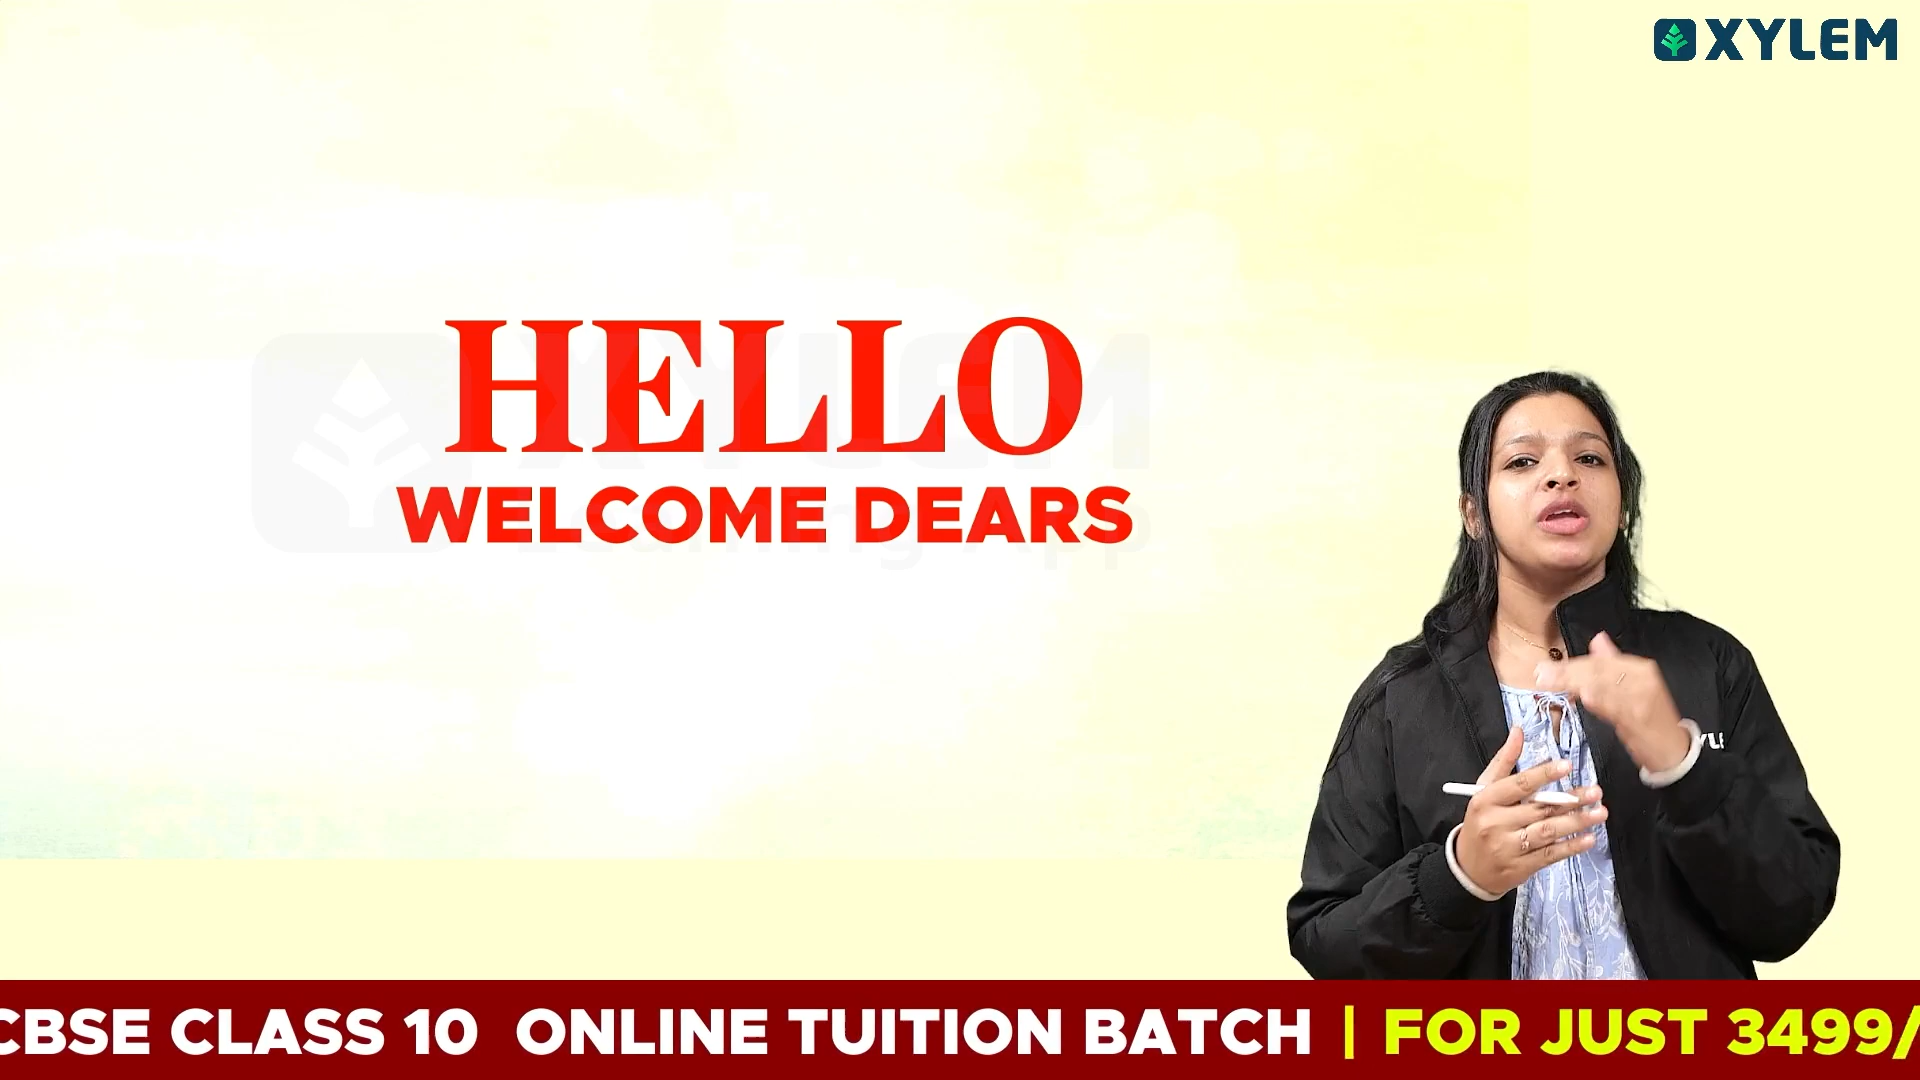 XYLEM
HELLO
WELCOME DEARS
CBSE CLASS 10 ONLINE TUITION BATCH | FOR JUST 3499/